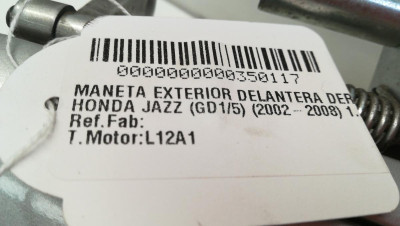 0000000000350117
MANETA EXTERIOR DELANTERA DER
HONDA JAZZ (GD1/5) (2002 - 2008) 1.
Ref.Fab:
T.Motor:L12A1